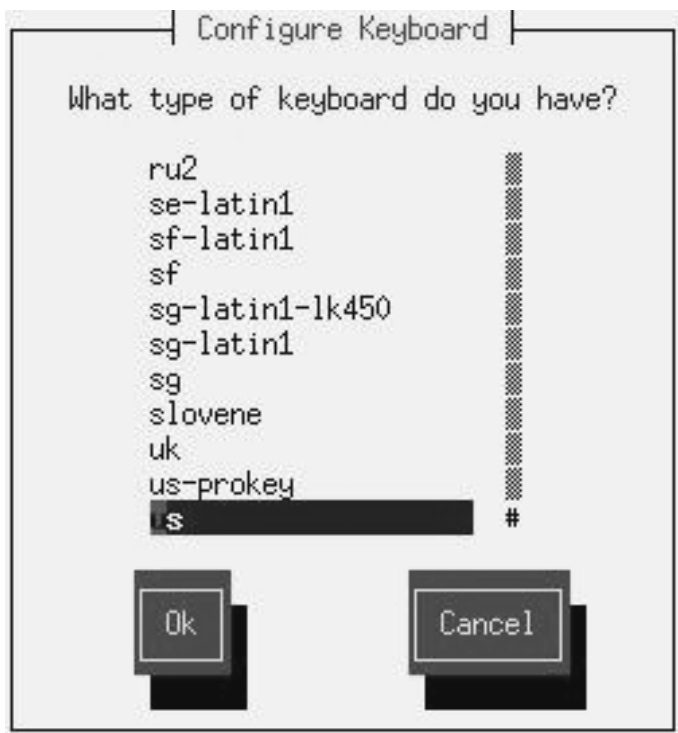 Configure Keyboard
What type of keyboard do you have?
ru2
se-latin1
sf-latin1
sf
sg-latin1-lk450
sg-latin1
sg
slovene
uk
us-prokey
us #
Ok Cancel